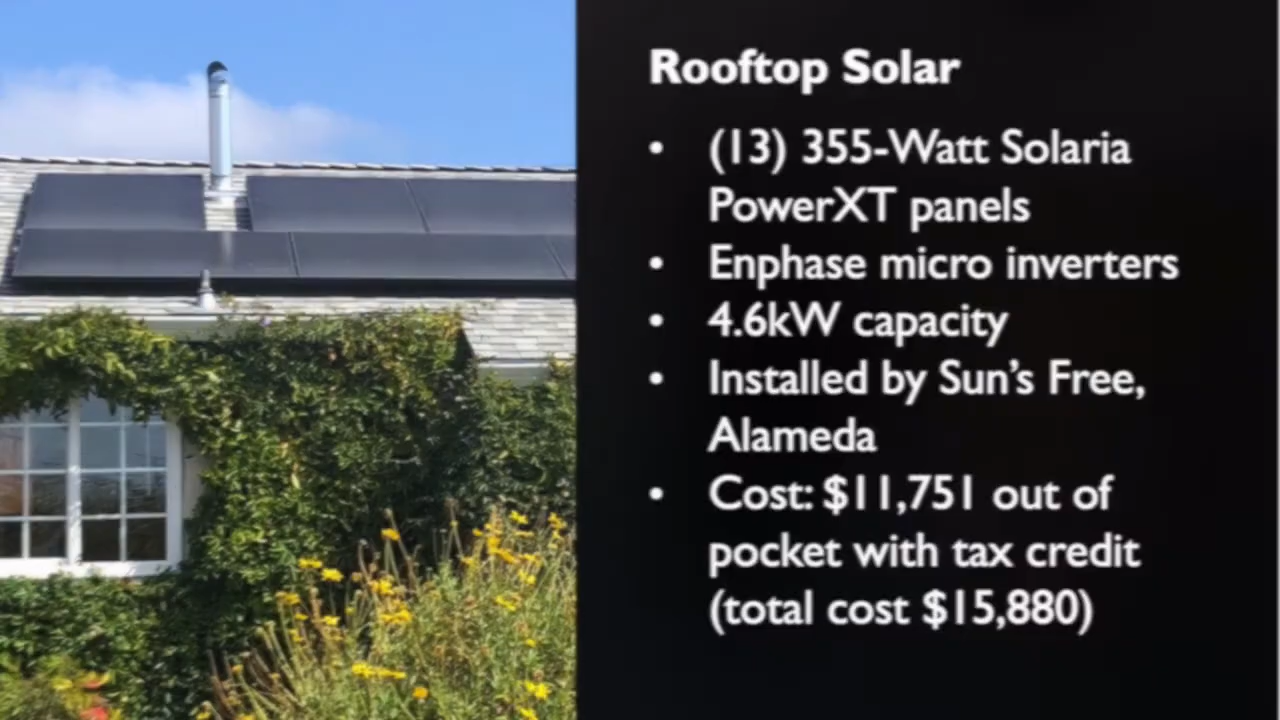 Rooftop Solar
• (13) 355-Watt Solaria
PowerXT panels
• Enphase micro inverters
• 4.6kW capacity
• Installed by Sun's Free,
Alameda
• Cost: $11,751 out of
pocket with tax credit
(total cost $15,880)